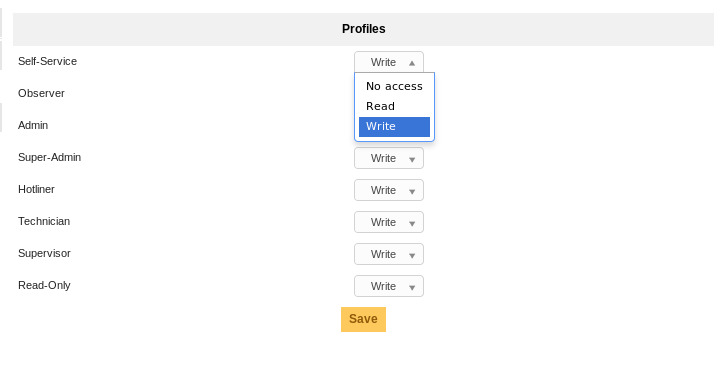 Profiles
Self-Service Write
No access
Observer
Read
Admin Write
Super-Admin Write
Hotliner Write
Technician Write
Supervisor Write
Read-Only Write
Save